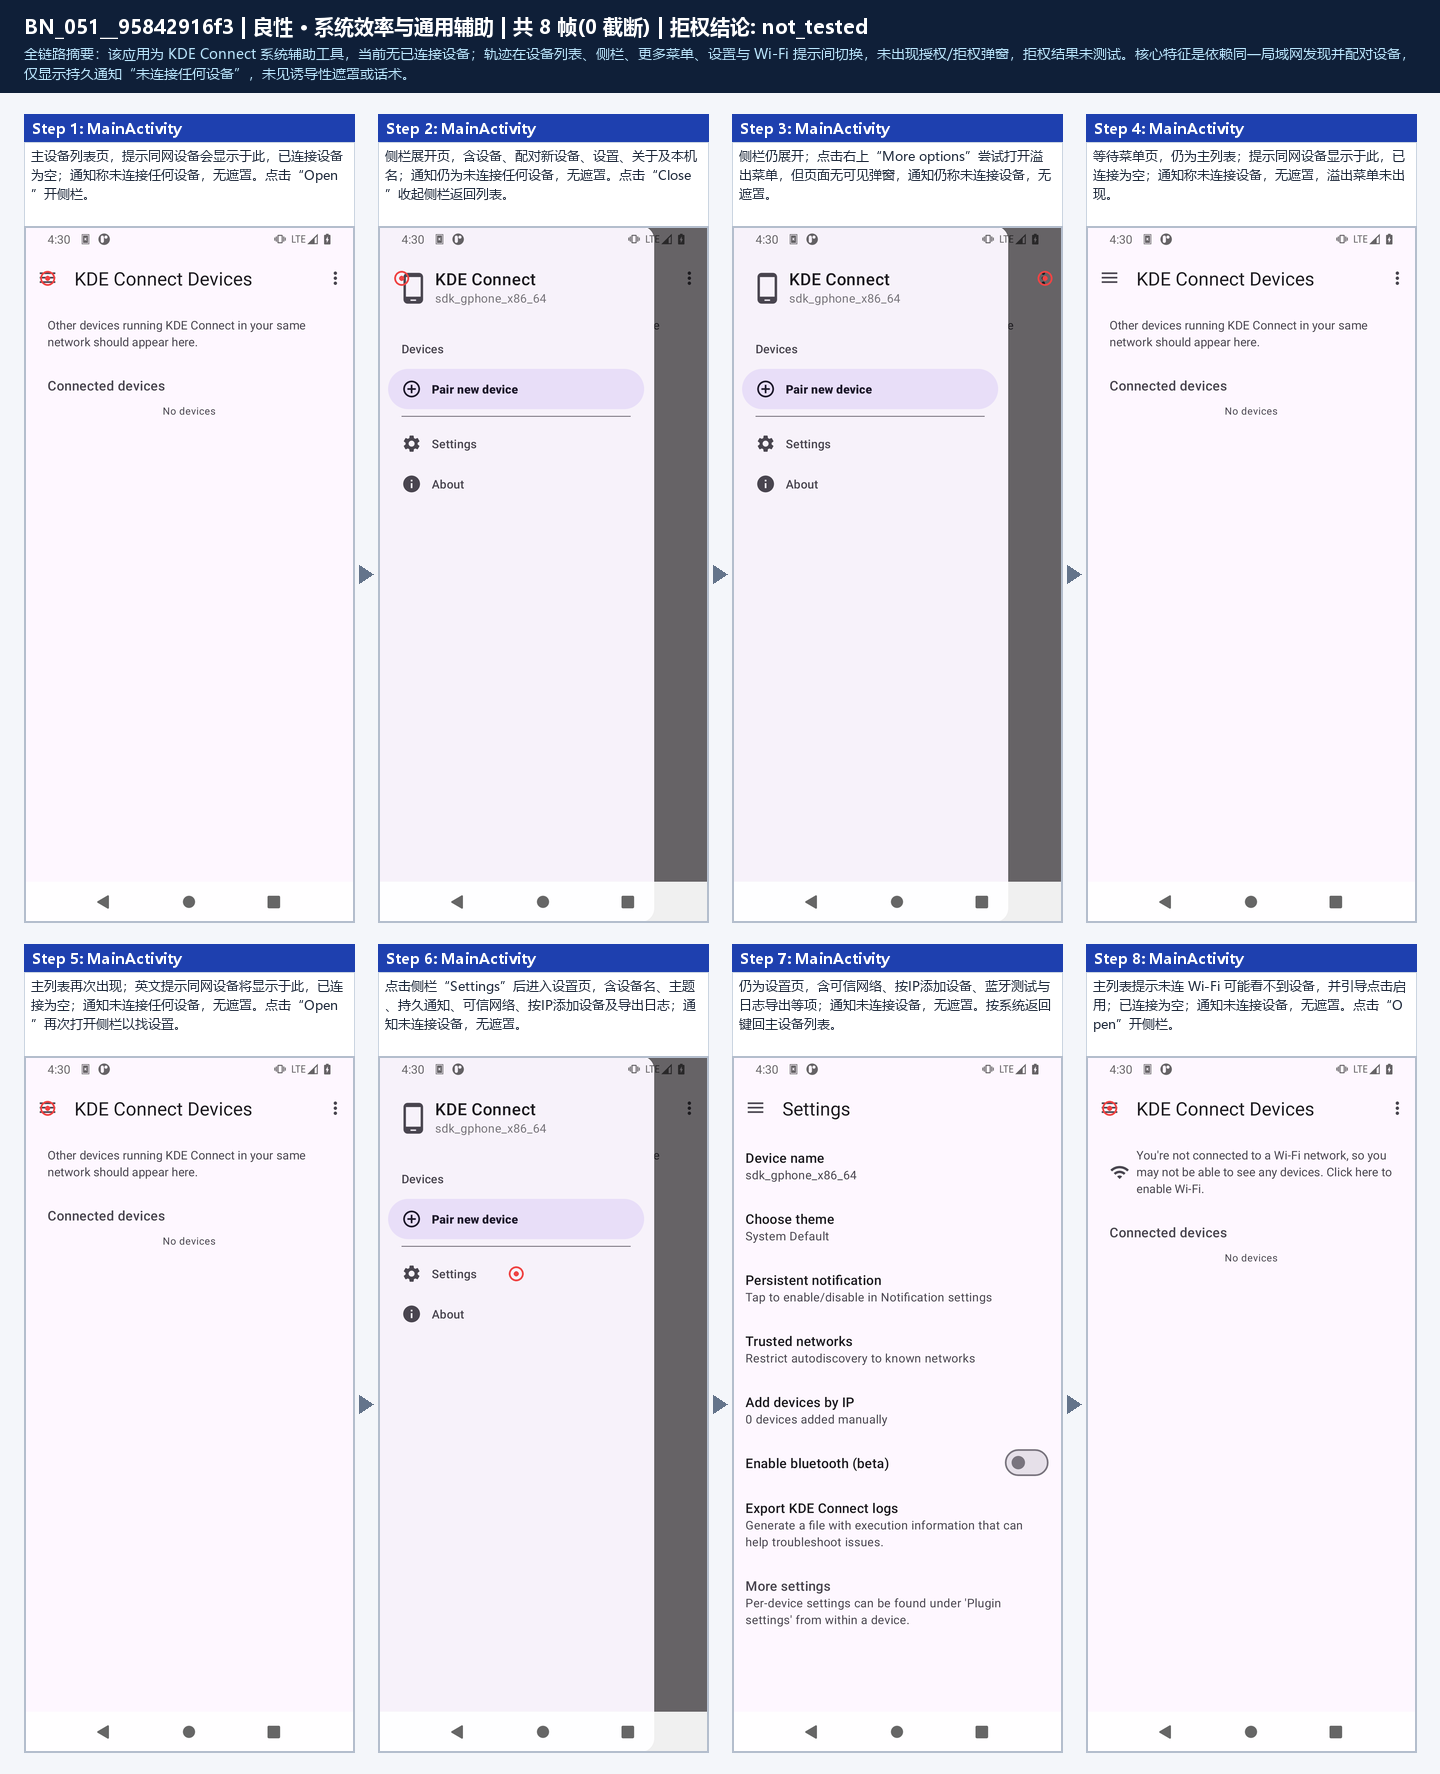 BN_051__95842916f3 | 良性 • 系统效率与通用辅助 | 共 8 帧(0 截断) | 拒权结论: not_tested
全链路摘要：该应用为 KDE Connect 系统辅助工具，当前无已连接设备；轨迹在设备列表、侧栏、更多菜单、设置与 Wi-Fi 提示间切换，未出现授权/拒权弹窗，拒权结果未测试。核心特征是依赖同一局域网发现并配对设备，
仅显示持久通知“未连接任何设备”，未见诱导性遮罩或话术。
Step 1: MainActivity
主设备列表页，提示同网设备会显示于此，已连接设备
为空；通知称未连接任何设备，无遮罩。点击“Open
”开侧栏。
4:30
LTE
KDE Connect Devices
Other devices running KDE Connect in your same
network should appear here.
Connected devices
No devices
Step 2: MainActivity
侧栏展开页，含设备、配对新设备、设置、关于及本机
名；通知仍为未连接任何设备，无遮罩。点击“Close
”收起侧栏返回列表。
4:30
LTE
KDE Connect
sdk_gphone_x86_64
e
Devices
Pair new device
Settings
About
Step 3: MainActivity
侧栏仍展开；点击右上“More options”尝试打开溢
出菜单，但页面无可见弹窗，通知仍称未连接设备，无
遮罩。
4:30
LTE
KDE Connect
sdk_gphone_x86_64
e
Devices
Pair new device
Settings
About
Step 4: MainActivity
等待菜单页，仍为主列表；提示同网设备显示于此，已
连接为空；通知称未连接设备，无遮罩，溢出菜单未出
现。
4:30
LTE
KDE Connect Devices
Other devices running KDE Connect in your same
network should appear here.
Connected devices
No devices
Step 5: MainActivity
主列表再次出现；英文提示同网设备将显示于此，已连
接为空；通知未连接任何设备，无遮罩。点击“Open
”再次打开侧栏以找设置。
4:30
LTE
KDE Connect Devices
Other devices running KDE Connect in your same
network should appear here.
Connected devices
No devices
Step 6: MainActivity
点击侧栏“Settings”后进入设置页，含设备名、主题
、持久通知、可信网络、按IP添加设备及导出日志；通
知未连接设备，无遮罩。
4:30
LTE
KDE Connect
sdk_gphone_x86_64
e
Devices
Pair new device
Settings
About
Step 7: MainActivity
仍为设置页，含可信网络、按IP添加设备、蓝牙测试与
日志导出等项；通知未连接设备，无遮罩。按系统返回
键回主设备列表。
4:30
LTE
Settings
Device name
sdk_gphone_x86_64
Choose theme
System Default
Persistent notification
Tap to enable/disable in Notification settings
Trusted networks
Restrict autodiscovery to known networks
Add devices by IP
0 devices added manually
Enable bluetooth (beta)
Export KDE Connect logs
Generate a file with execution information that can
help troubleshoot issues.
More settings
Per-device settings can be found under 'Plugin
settings' from within a device.
Step 8: MainActivity
主列表提示未连 Wi-Fi 可能看不到设备，并引导点击启
用；已连接为空；通知未连接设备，无遮罩。点击“O
pen”开侧栏。
4:30
LTE
KDE Connect Devices
You're not connected to a Wi-Fi network, so you
may not be able to see any devices. Click here to
enable Wi-Fi.
Connected devices
No devices